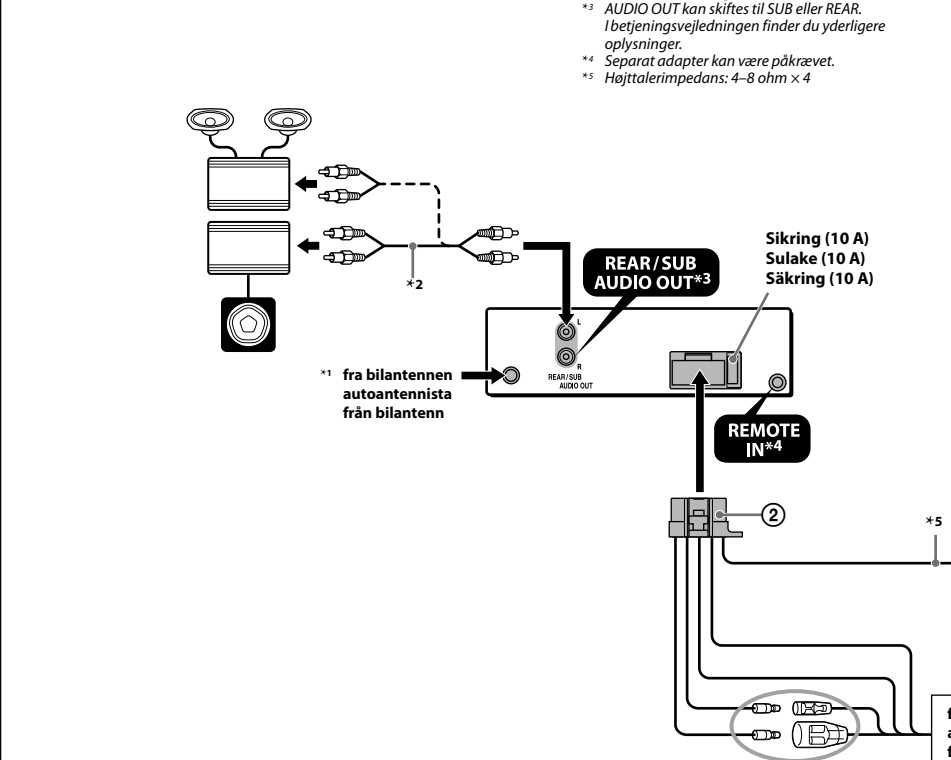 *3 AUDIO OUT kan skiftes til SUB eller REAR.
I betjeningsvejledningen finder du yderligere
oplysninger.
*4 Separat adapter kan være påkrævet.
*5 Højttalerimpedans: 4–8 ohm × 4
Sikring (10 A)
Sulake (10 A)
Säkring (10 A)
REAR/SUB
AUDIO OUT*3
*2
L
R
REAR/SUB
AUDIO OUT
*1 fra bilantennen
autoantennista
från bilantenn
REMOTE
IN*4
2
*5
f
a
f